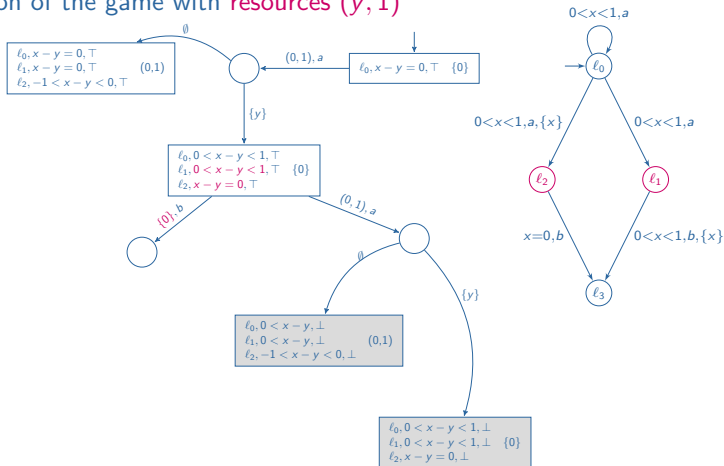 on of the game with resources (y, 1)
∅
ℓ₀, x − y = 0, ⊤
ℓ₁, x − y = 0, ⊤ (0,1)
ℓ₂, −1 < x − y < 0, ⊤
(0, 1), a
ℓ₀, x − y = 0, ⊤ {0}
{y}
ℓ₀, 0 < x − y < 1, ⊤
ℓ₁, 0 < x − y < 1, ⊤ {0}
ℓ₂, x − y = 0, ⊤
{0}, b
(0, 1), a
∅
{y}
ℓ₀, 0 < x − y, ⊥
ℓ₁, 0 < x − y, ⊥ (0,1)
ℓ₂, −1 < x − y < 0, ⊥
ℓ₀, 0 < x − y < 1, ⊥
ℓ₁, 0 < x − y < 1, ⊥ {0}
ℓ₂, x − y = 0, ⊥
0<x<1, a
ℓ₀
0<x<1, a, {x}
0<x<1, a
ℓ₂
ℓ₁
x=0, b
0<x<1, b, {x}
ℓ₃